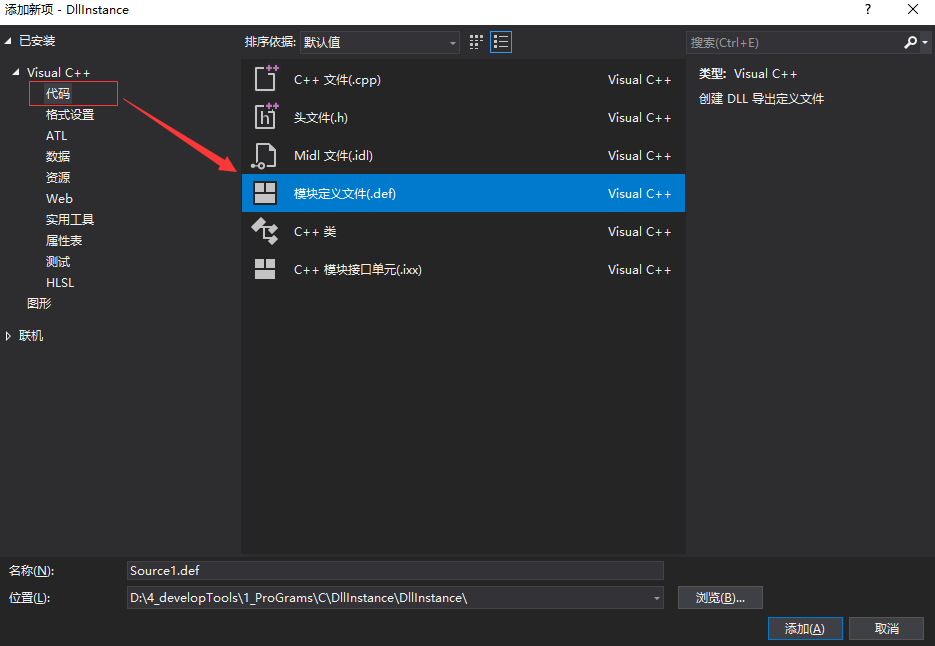 添加新项 - DllInstance
?
已安装
排序依据: 默认值
搜索(Ctrl+E)
Visual C++
代码
格式设置
ATL
数据
资源
Web
实用工具
属性表
测试
HLSL
图形
联机
C++ 文件(.cpp) Visual C++
头文件(.h) Visual C++
Midl 文件(.idl) Visual C++
模块定义文件(.def) Visual C++
C++ 类 Visual C++
C++ 模块接口单元(.ixx) Visual C++
类型: Visual C++
创建 DLL 导出定义文件
名称(N): Source1.def
位置(L): D:\4_developTools\1_ProGrams\C\DllInstance\DllInstance\ 浏览(B)...
添加(A) 取消